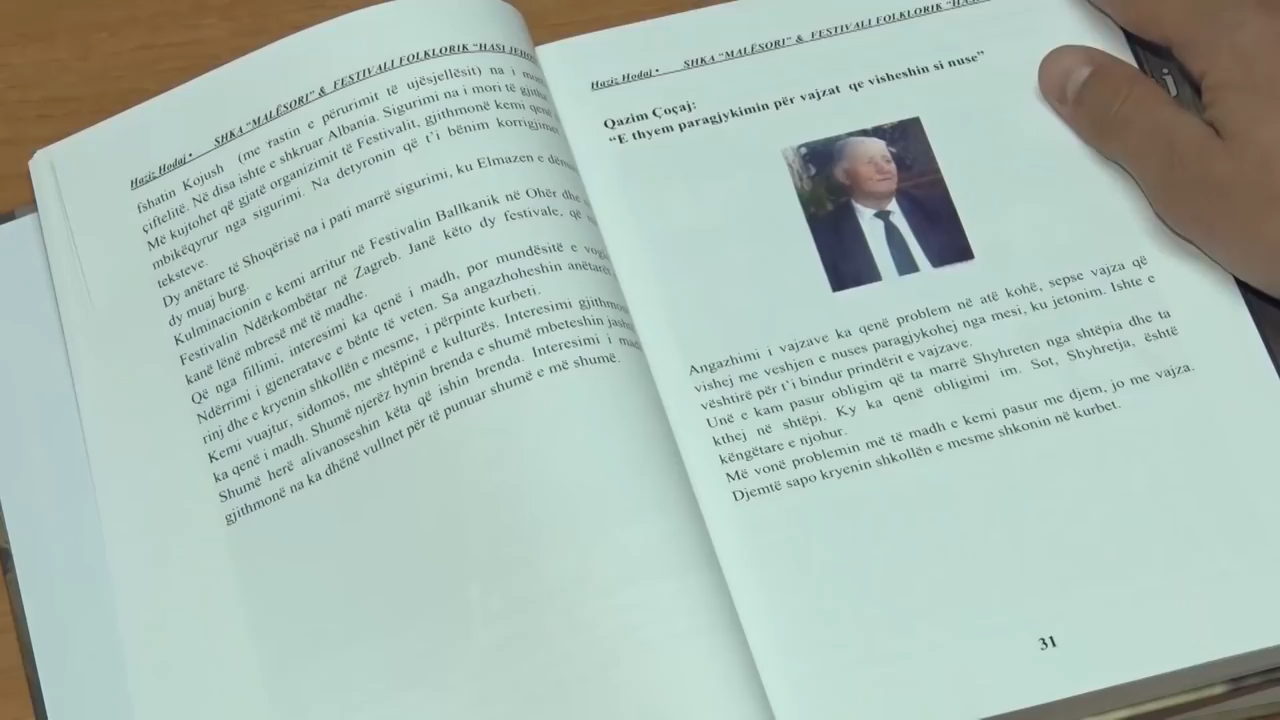 Haziz Hodaj • SHKA “MALËSORI” & FESTIVALI FOLKLORIK “HASI JEHO
fshatin Kojush (me rastin e përurimit të ujësjellësit) na i
çiftelitë. Në disa ishte e shkruar Albania. Sigurimi na i mori të gjitha
Më kujtohet që gjatë organizimit të Festivalit, gjithmonë kemi qenë
mbikëqyrur nga sigurimi. Na detyronin që t’i bënim korrigjime
teksteve.
Dy anëtare të Shoqërisë na i pati marrë sigurimi, ku Elmazen e
dy muaj burg.
Kulminacionin e kemi arritur në Festivalin Ballkanik në Ohër dhe
Festivalin Ndërkombëtar në Zagreb. Janë këto dy festivale, që
kanë lënë mbresë më të madhe.
Që nga fillimi, interesimi ka qenë i madh, por mundësitë e
Ndërrimi i gjeneratave e bënte të veten. Sa angazhoheshin anëtarët
rinj dhe e kryenin shkollën e mesme, i përpinte kurbeti.
Kemi vuajtur, sidomos, me shtëpinë e kulturës. Interesimi
ka qenë i madh. Shumë njerëz hynin brenda e shumë mbeteshin
Shumë herë alivanoseshin këta që ishin brenda. Interesimi i
gjithmonë na ka dhënë vullnet për të punuar shumë e më shumë.
Haziz Hodaj • SHKA “MALËSORI” & FESTIVALI FOLKLORIK
Qazim Çoçaj:
“E thyem paragjykimin për vajzat qe visheshin si nuse”
Angazhimi i vajzave ka qenë problem në atë kohë, sepse vajza që
vishej me veshjen e nuses paragjykohej nga mesi, ku jetonim. Ishte e
vështirë për t’i bindur prindërit e vajzave.
Unë e kam pasur obligim që ta marrë Shyhreten nga shtëpia dhe ta
kthej në shtëpi. Ky ka qenë obligimi im. Sot, Shyhretja, është
këngëtare e njohur.
Më vonë problemin më të madh e kemi pasur me djem, jo me vajza.
Djemtë sapo kryenin shkollën e mesme shkonin në kurbet.
31